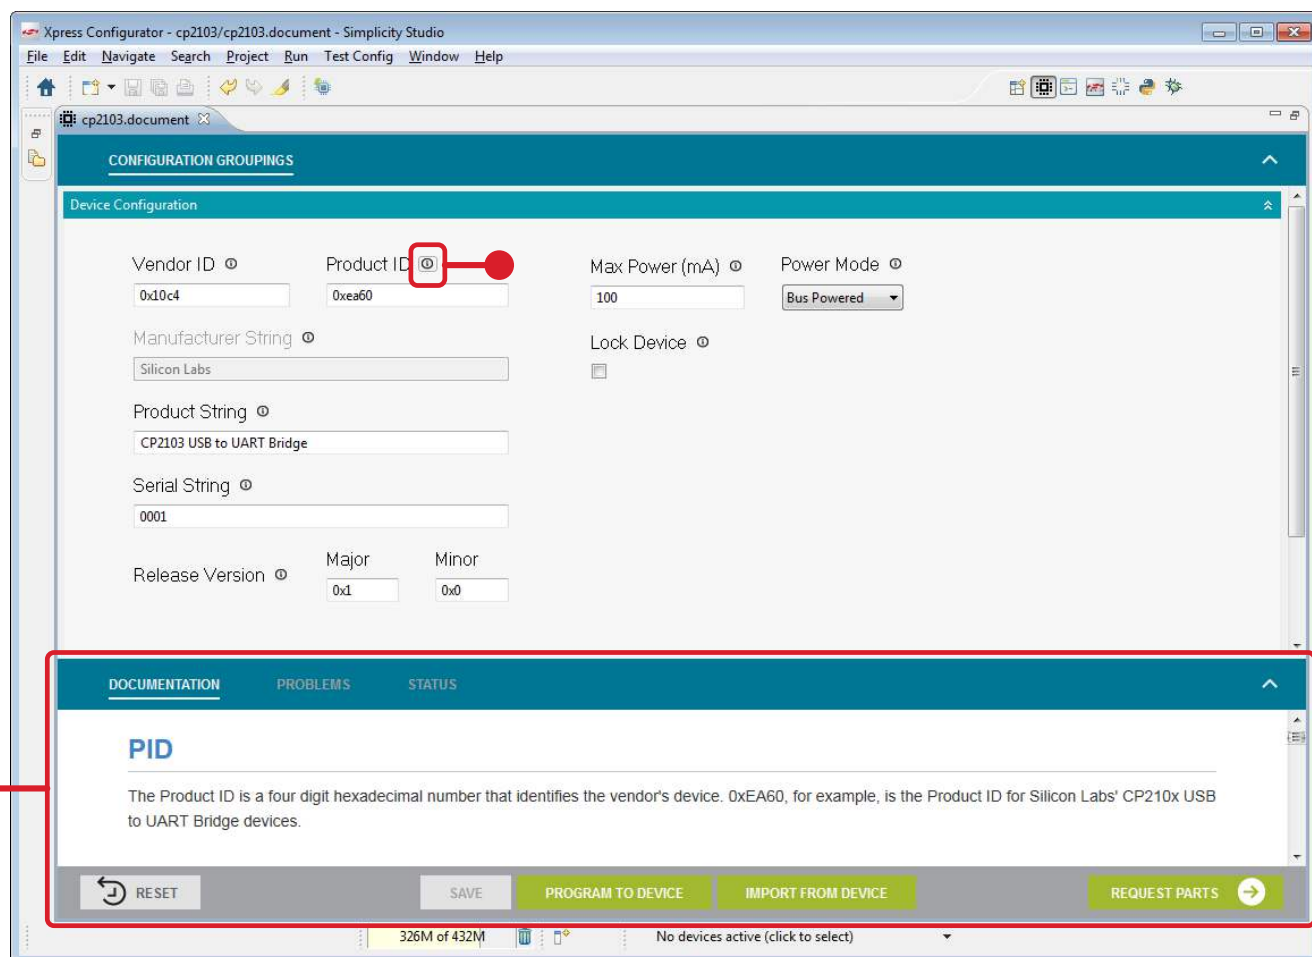 Xpress Configurator - cp2103/cp2103.document - Simplicity Studio
File Edit Navigate Search Project Run Test Config Window Help
cp2103.document
CONFIGURATION GROUPINGS
Device Configuration
Vendor ID Product ID Max Power (mA) Power Mode
0x10c4 0xea60 100 Bus Powered
Manufacturer String Lock Device
Silicon Labs
Product String
CP2103 USB to UART Bridge
Serial String
0001
Major Minor
Release Version
0x1 0x0
DOCUMENTATION PROBLEMS STATUS
PID
The Product ID is a four digit hexadecimal number that identifies the vendor's device. 0xEA60, for example, is the Product ID for Silicon Labs' CP210x USB
to UART Bridge devices.
RESET SAVE PROGRAM TO DEVICE IMPORT FROM DEVICE REQUEST PARTS
326M of 432M No devices active (click to select)